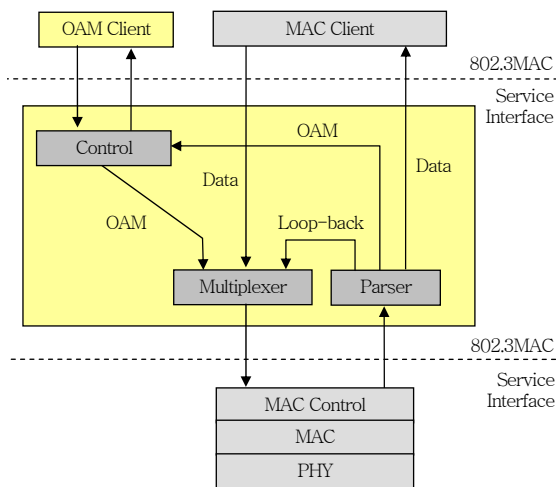 OAM Client
MAC Client
802.3MAC
Service
Interface
OAM
Control
Data
Data
OAM
Loop-back
Multiplexer
Parser
802.3MAC
Service
Interface
MAC Control
MAC
PHY